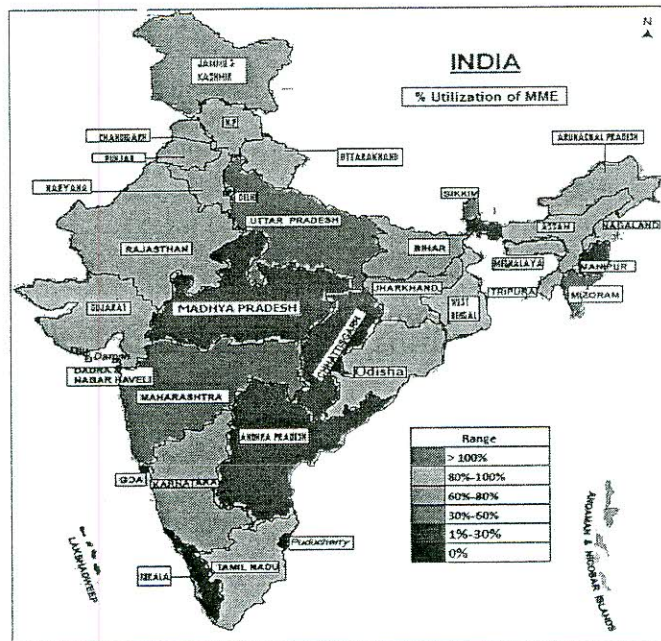 N
INDIA
% Utilization of MME
JAMMU &
KASHMIR
H.P
CHANDIGARH
PUNJAB
UTTARAKHAND
HARYANA
DELHI
ARUNACHAL PRADESH
SIKKIM
UTTAR PRADESH
ASSAM
NAGALAND
RAJASTHAN
BIHAR
MEGHALAYA
MANIPUR
JHARKHAND
TRIPURA
MIZORAM
GUJARAT
MADHYA PRADESH
WEST
BENGAL
CHHATISGARH
Diu
Daman
Odisha
DADRA &
NAGAR HAVELI
MAHARASHTRA
ANDHRA PRADESH
Range
> 100%
80%-100%
60%-80%
30%-60%
1%-30%
0%
GOA
KARNATAKA
Puducherry
KERALA
TAMIL NADU
LAKSHADWEEP
ANDAMAN & NICOBAR ISLANDS